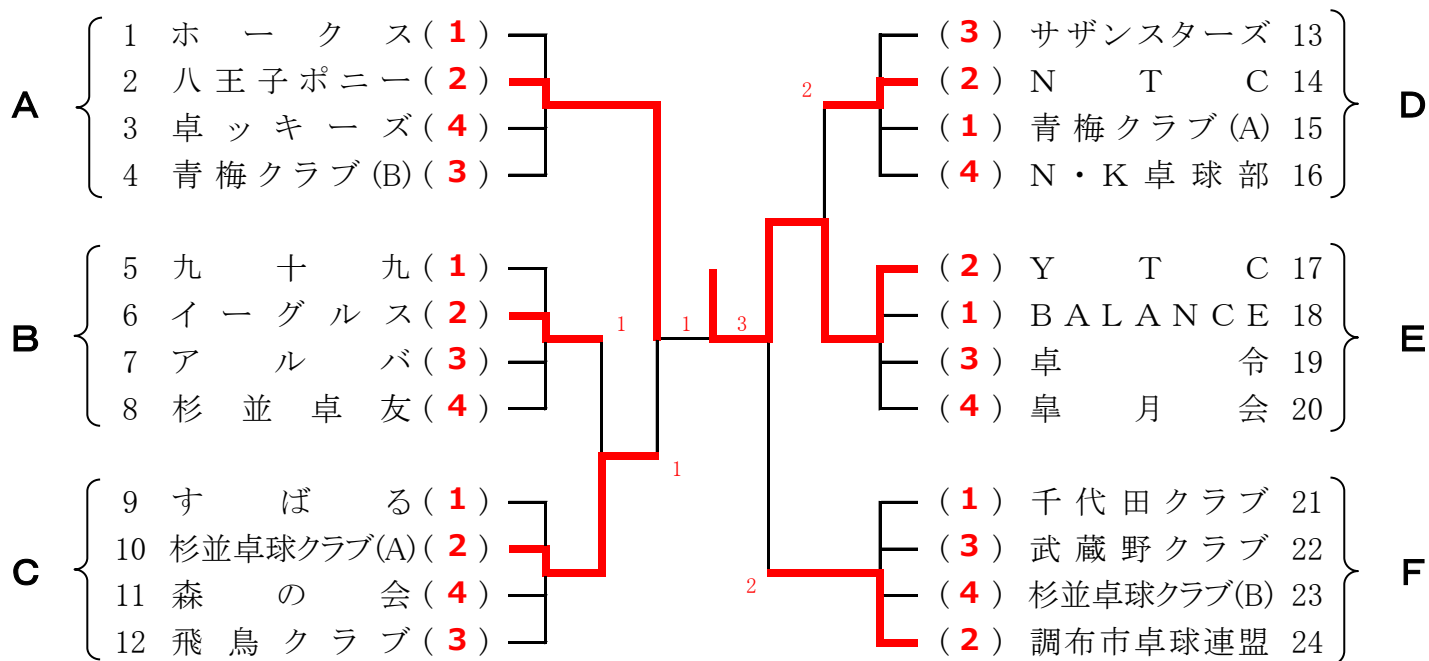 A
1 ホークス(1)
2 八王子ポニー(2)
3 卓ッキーズ(4)
4 青梅クラブ(B)(3)
B
5 九十九(1)
6 イーグルス(2)
7 アルバ(3)
8 杉並卓友(4)
C
9 すばる(1)
10 杉並卓球クラブ(A)(2)
11 森の会(4)
12 飛鳥クラブ(3)
1
1
1
3
2
2
(3) サザンスターズ 13
(2) NTC 14
(1) 青梅クラブ(A) 15
(4) N・K卓球部 16
D
(2) YTC 17
(1) BALANCE 18
(3) 卓令 19
(4) 皐月会 20
E
(1) 千代田クラブ 21
(3) 武蔵野クラブ 22
(4) 杉並卓球クラブ(B) 23
(2) 調布市卓球連盟 24
F